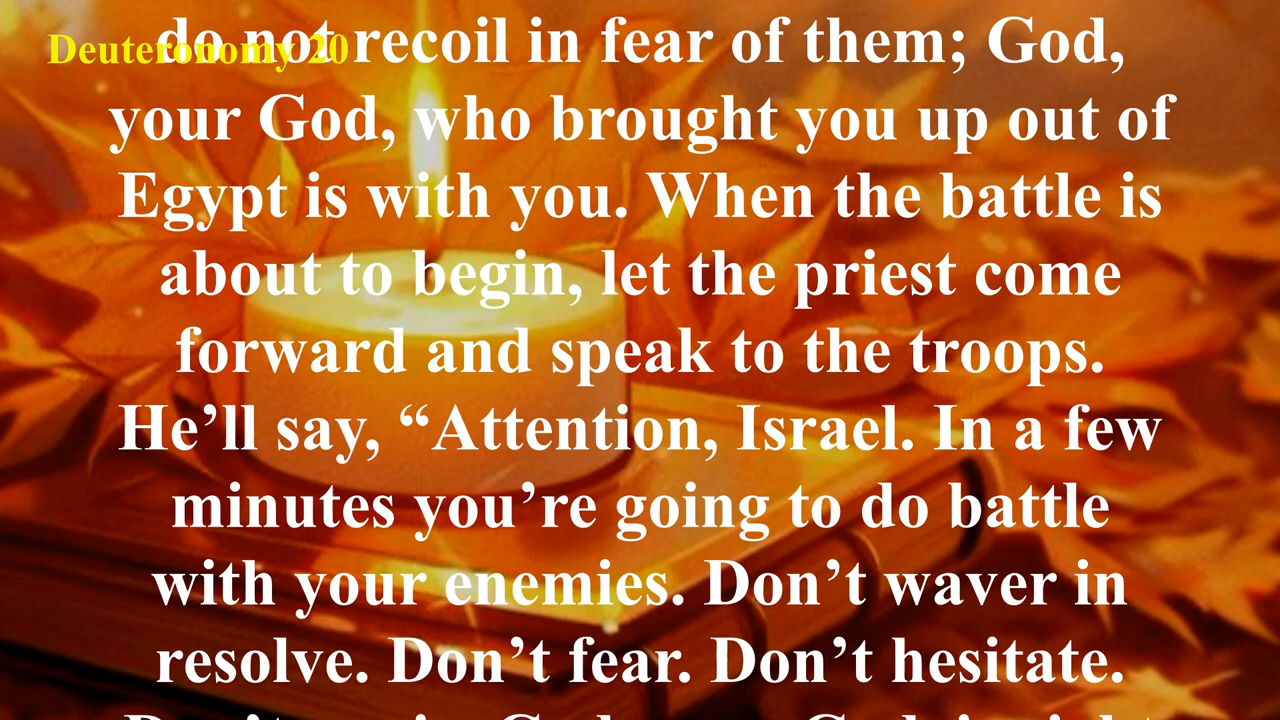 Deuteronomy 20
do not recoil in fear of them; God,
your God, who brought you up out of
Egypt is with you. When the battle is
about to begin, let the priest come
forward and speak to the troops.
He’ll say, “Attention, Israel. In a few
minutes you’re going to do battle
with your enemies. Don’t waver in
resolve. Don’t fear. Don’t hesitate.